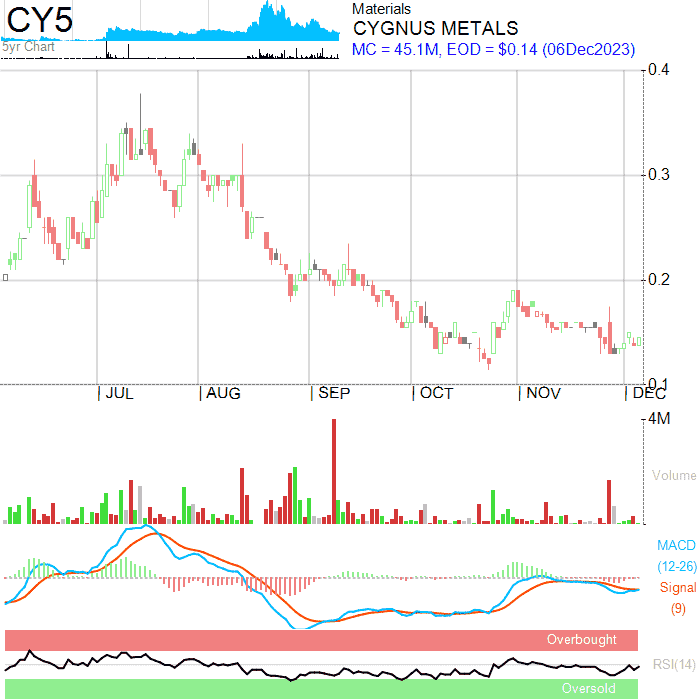 CY5
5yr Chart
Materials
CYGNUS METALS
MC = 45.1M, EOD = $0.14 (06Dec2023)
0.4
0.3
0.2
0.1
JUL
AUG
SEP
OCT
NOV
DEC
4M
Volume
MACD
(12-26)
Signal
(9)
Overbought
RSI(14)
Oversold